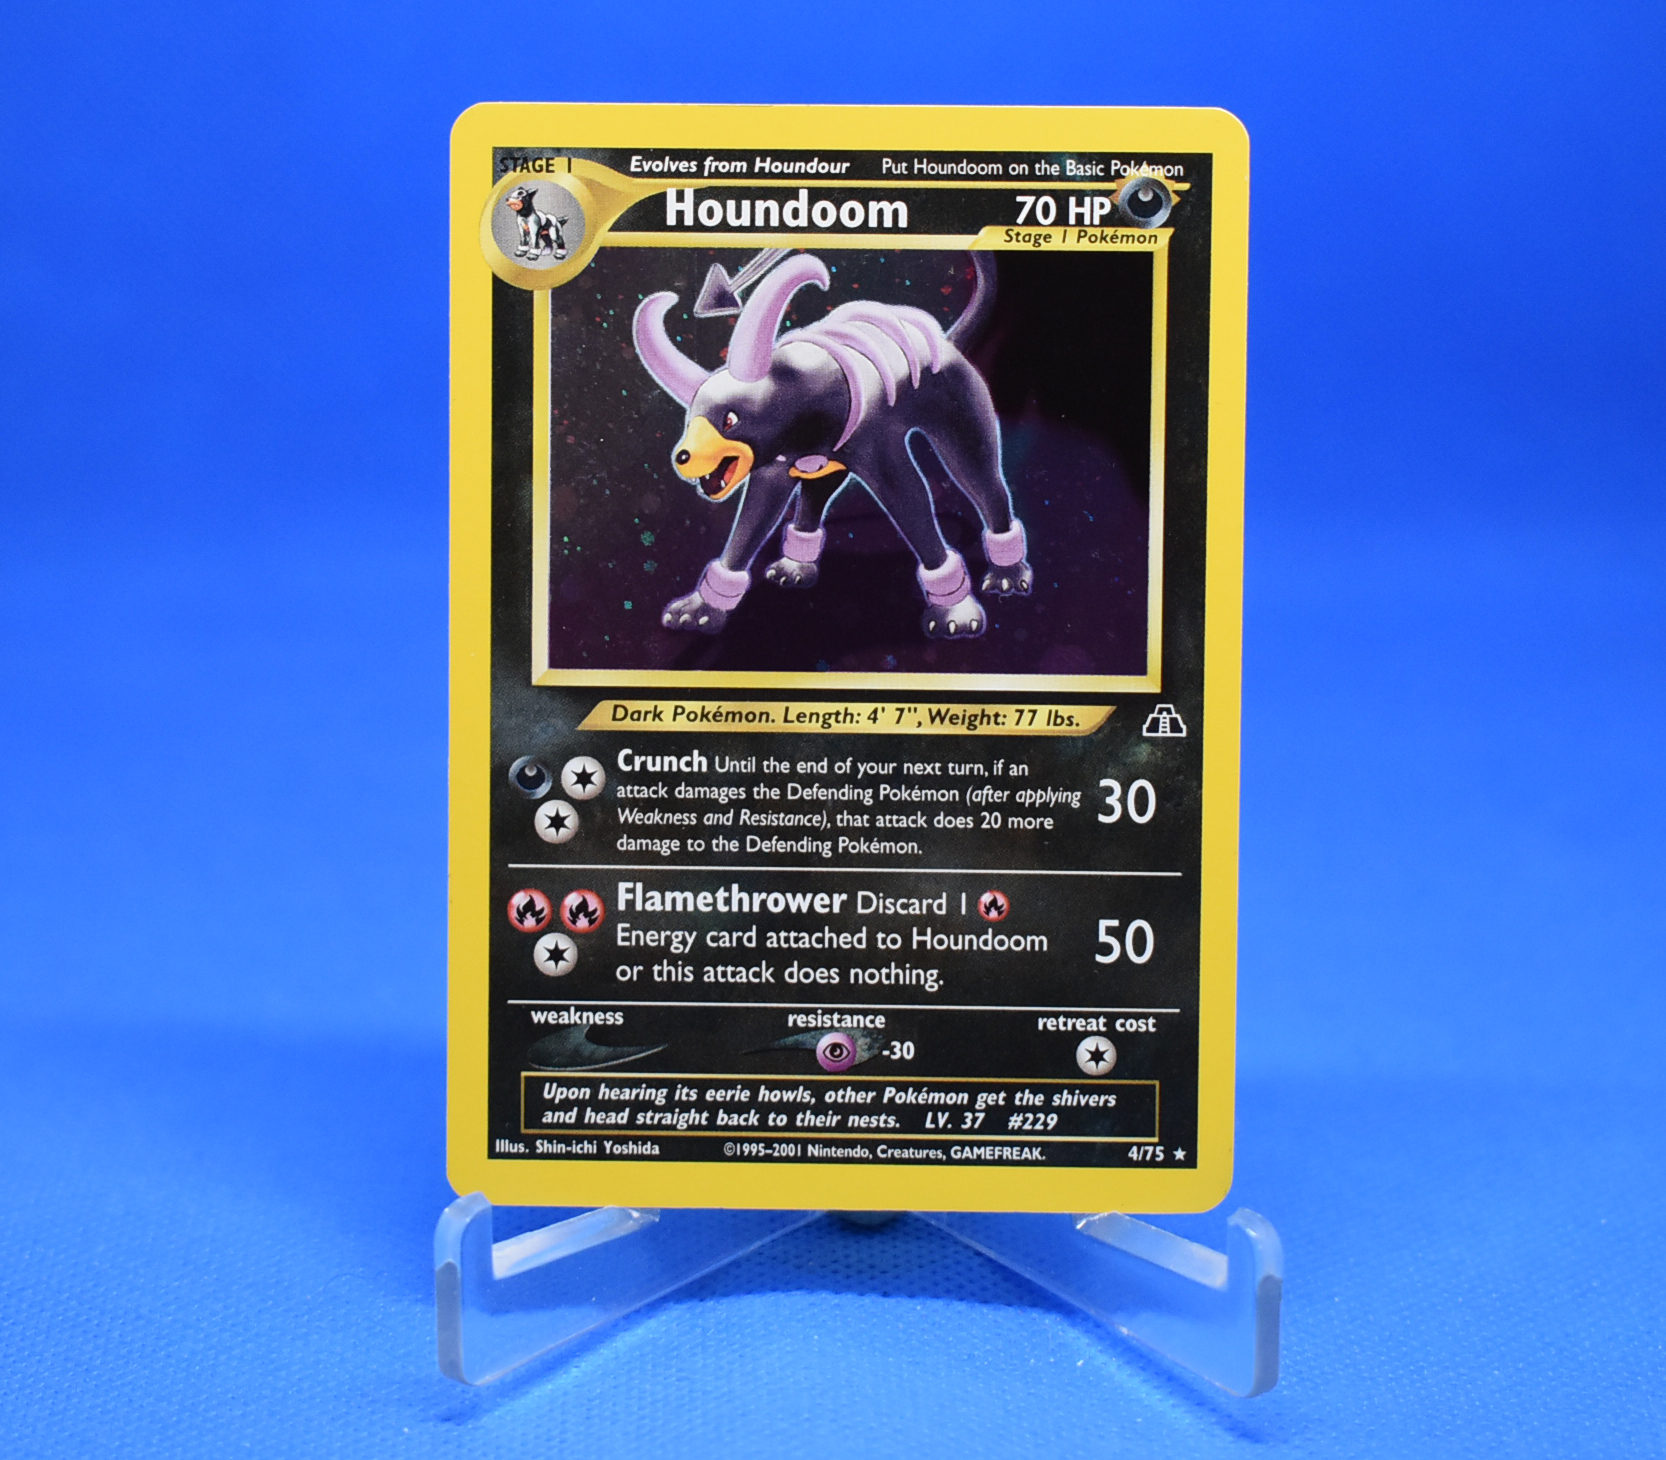 STAGE 1
Evolves from Houndour
Put Houndoom on the Basic Pokémon
Houndoom
70 HP
Stage 1 Pokémon
Dark Pokémon. Length: 4' 7", Weight: 77 lbs.
Crunch Until the end of your next turn, if an
attack damages the Defending Pokémon (after applying
Weakness and Resistance), that attack does 20 more
damage to the Defending Pokémon.
30
Flamethrower Discard 1
Energy card attached to Houndoom
or this attack does nothing.
50
weakness
resistance
-30
retreat cost
Upon hearing its eerie howls, other Pokémon get the shivers
and head straight back to their nests. LV. 37 #229
Illus. Shin-ichi Yoshida
©1995-2001 Nintendo, Creatures, GAMEFREAK.
4/75 ★